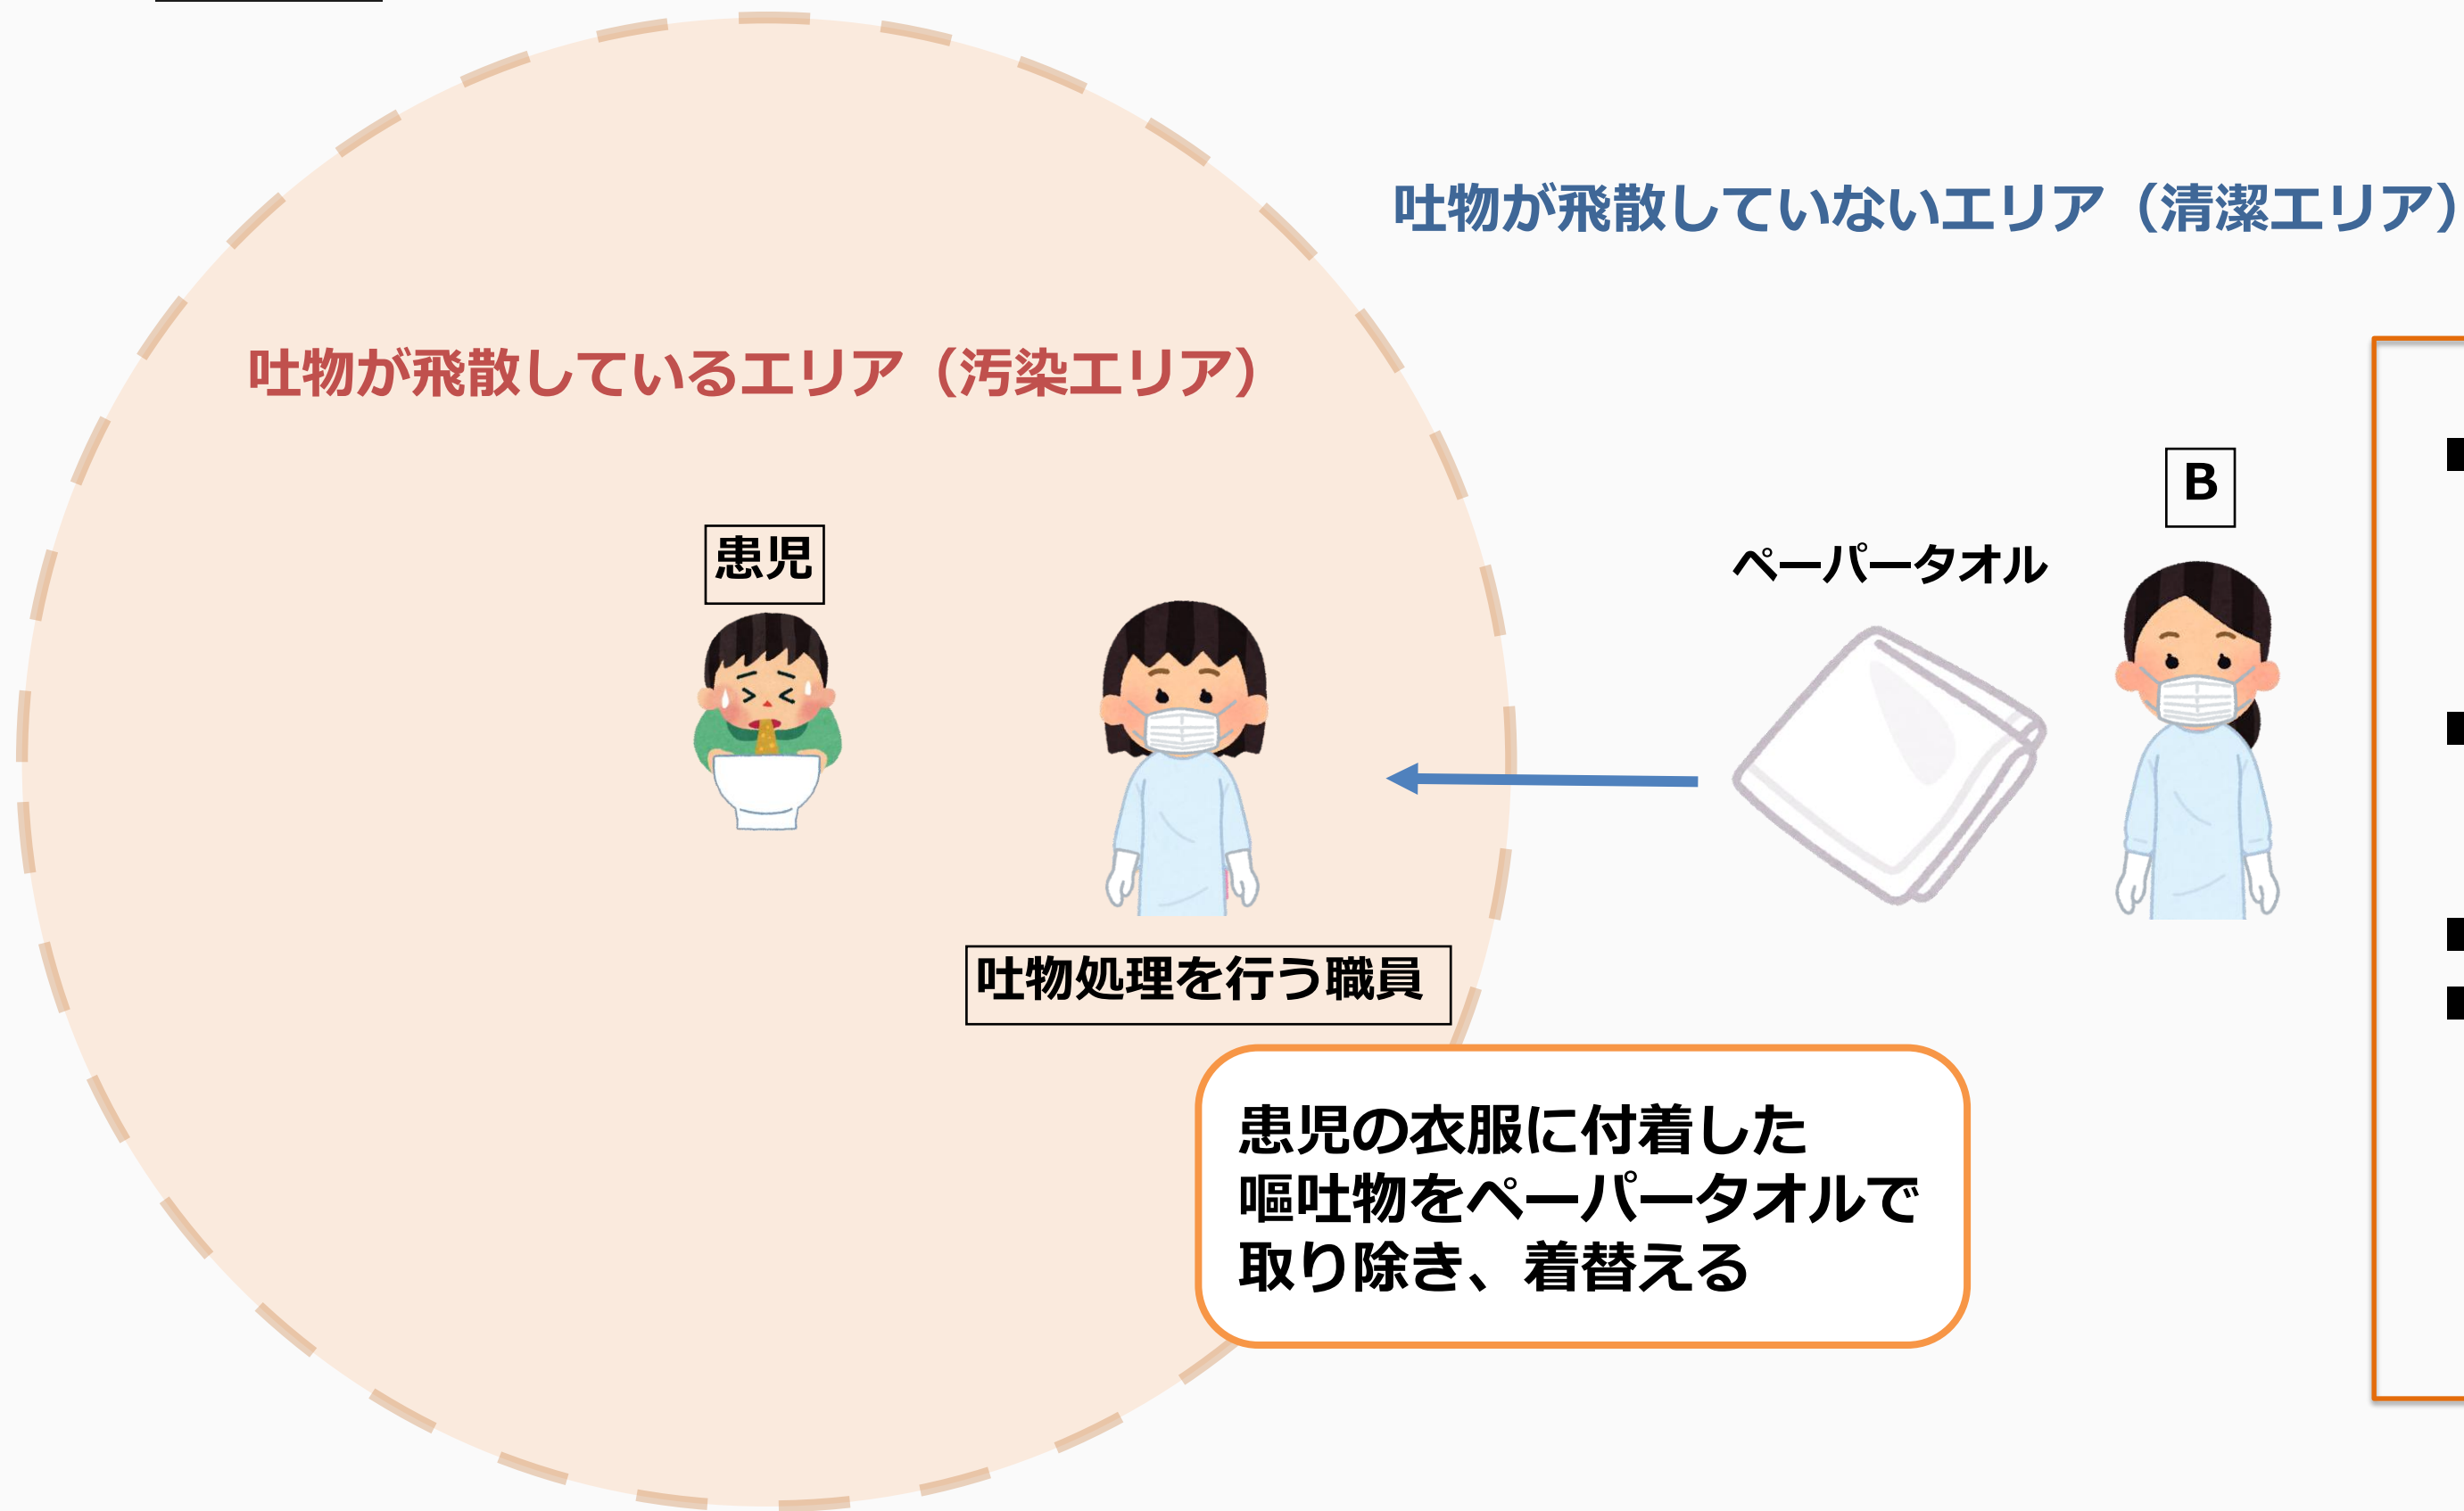 吐物が飛散していないエリア（清潔エリア）
吐物が飛散しているエリア（汚染エリア）
B
患児
ペーパータオル
吐物処理を行う職員
患児の衣服に付着した
嘔吐物をペーパータオルで
取り除き、着替える